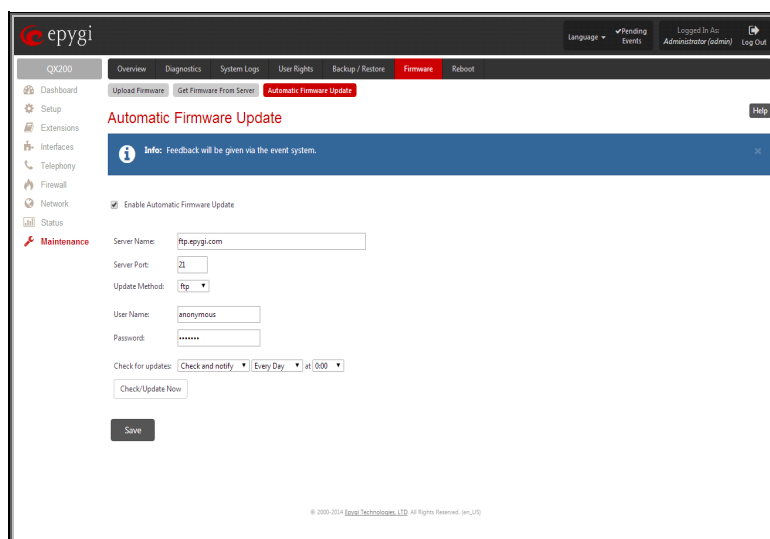 epygi
Language
Pending
Events
Logged In As:
Administrator (admin)
Log Out
QX200
Overview Diagnostics System Logs User Rights Backup / Restore Firmware Reboot
Dashboard
Setup
Extensions
Interfaces
Telephony
Firewall
Network
Status
Maintenance
Upload Firmware Get Firmware From Server Automatic Firmware Update
Automatic Firmware Update
Help
Info: Feedback will be given via the event system.
Enable Automatic Firmware Update
Server Name: ftp.epygi.com
Server Port: 21
Update Method: ftp
User Name: anonymous
Password: •••••••
Check for updates: Check and notify Every Day at 0:00
Check/Update Now
Save
© 2000-2014 Epygi Technologies, LTD. All Rights Reserved. (en_US)